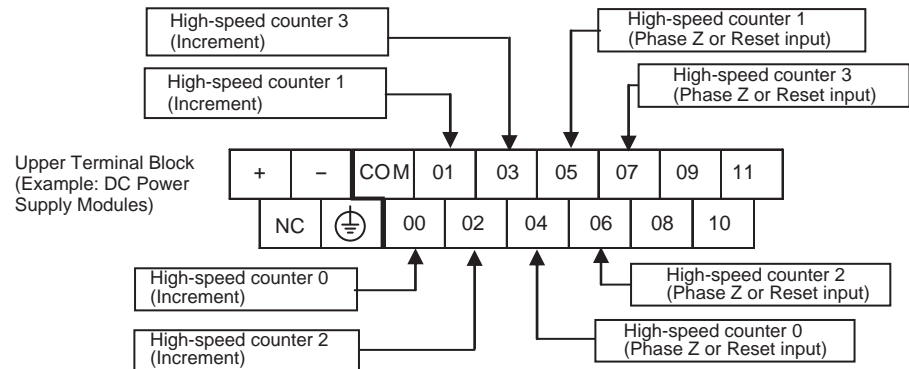 High-speed counter 3
(Increment)
High-speed counter 1
(Phase Z or Reset input)
High-speed counter 1
(Increment)
High-speed counter 3
(Phase Z or Reset input)
Upper Terminal Block
(Example: DC Power
Supply Modules)
+ − COM 01 03 05 07 09 11
NC 00 02 04 06 08 10
High-speed counter 0
(Increment)
High-speed counter 2
(Phase Z or Reset input)
High-speed counter 2
(Increment)
High-speed counter 0
(Phase Z or Reset input)